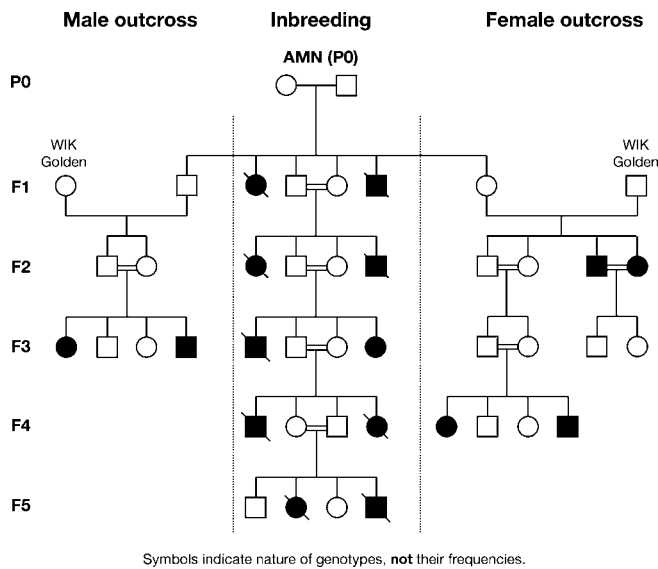 Male outcross Inbreeding Female outcross
AMN (P0)
P0
WIK
Golden
WIK
Golden
F1
F2
F3
F4
F5
Symbols indicate nature of genotypes, not their frequencies.